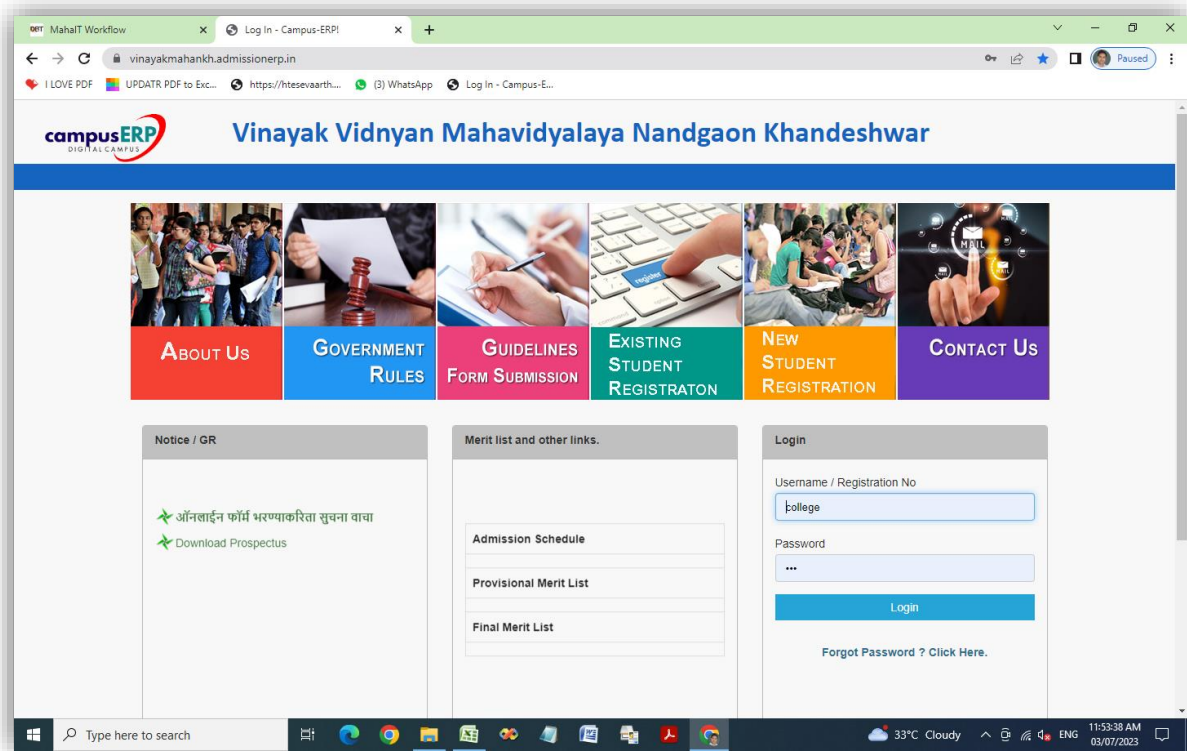 DBT MahaIT Workflow
Log In - Campus-ERP!
vinayakmahankh.admissionerp.in
Paused
I LOVE PDF
UPDATR PDF to Exc...
https://htesevaarth....
(3) WhatsApp
Log In - Campus-E...
campusERP
DIGITAL CAMPUS
Vinayak Vidnyan Mahavidyalaya Nandgaon Khandeshwar
MAIL
register
ABOUT US
GOVERNMENT
RULES
GUIDELINES
FORM SUBMISSION
EXISTING
STUDENT
REGISTRATON
NEW
STUDENT
REGISTRATION
CONTACT US
Notice / GR
ऑनलाईन फॉर्म भरण्याकरिता सुचना वाचा
Download Prospectus
Merit list and other links.
Admission Schedule
Provisional Merit List
Final Merit List
Login
Username / Registration No
college
Password
•••
Login
Forgot Password ? Click Here.
Type here to search
33°C Cloudy
ENG
11:53:38 AM
03/07/2023